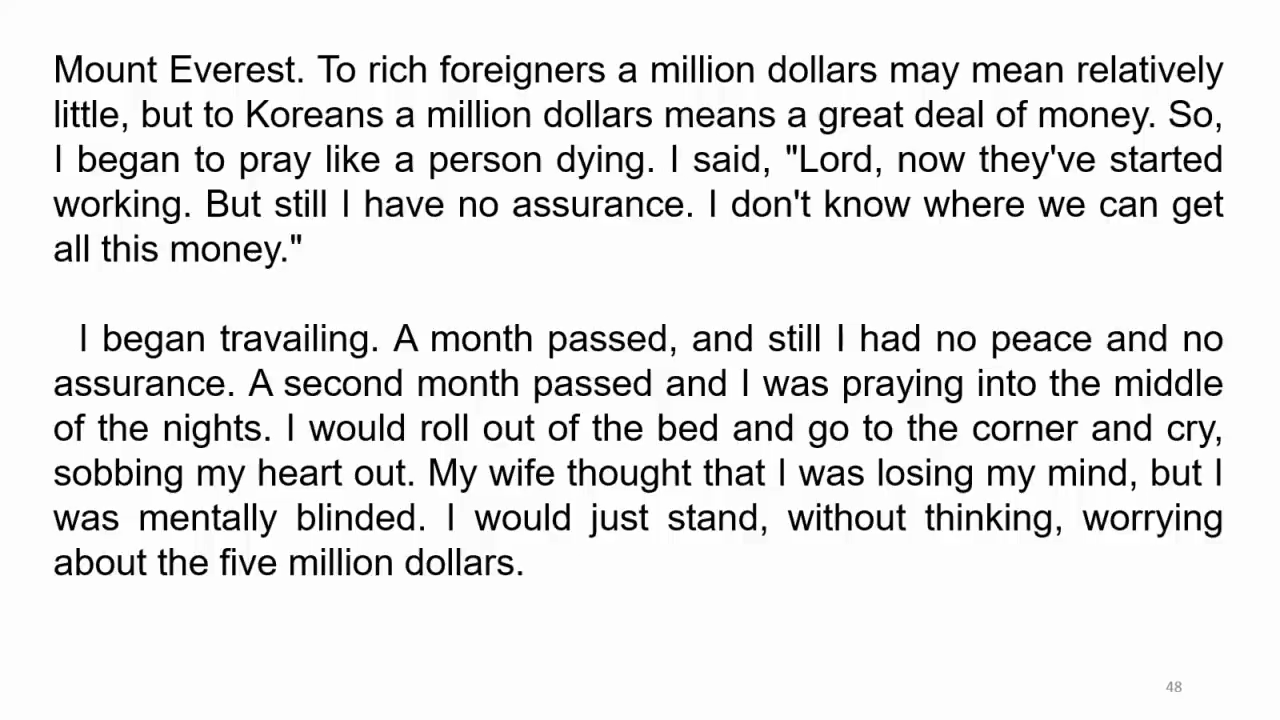 Mount Everest. To rich foreigners a million dollars may mean relatively
little, but to Koreans a million dollars means a great deal of money. So,
I began to pray like a person dying. I said, "Lord, now they've started
working. But still I have no assurance. I don't know where we can get
all this money."
I began travailing. A month passed, and still I had no peace and no
assurance. A second month passed and I was praying into the middle
of the nights. I would roll out of the bed and go to the corner and cry,
sobbing my heart out. My wife thought that I was losing my mind, but I
was mentally blinded. I would just stand, without thinking, worrying
about the five million dollars.
48